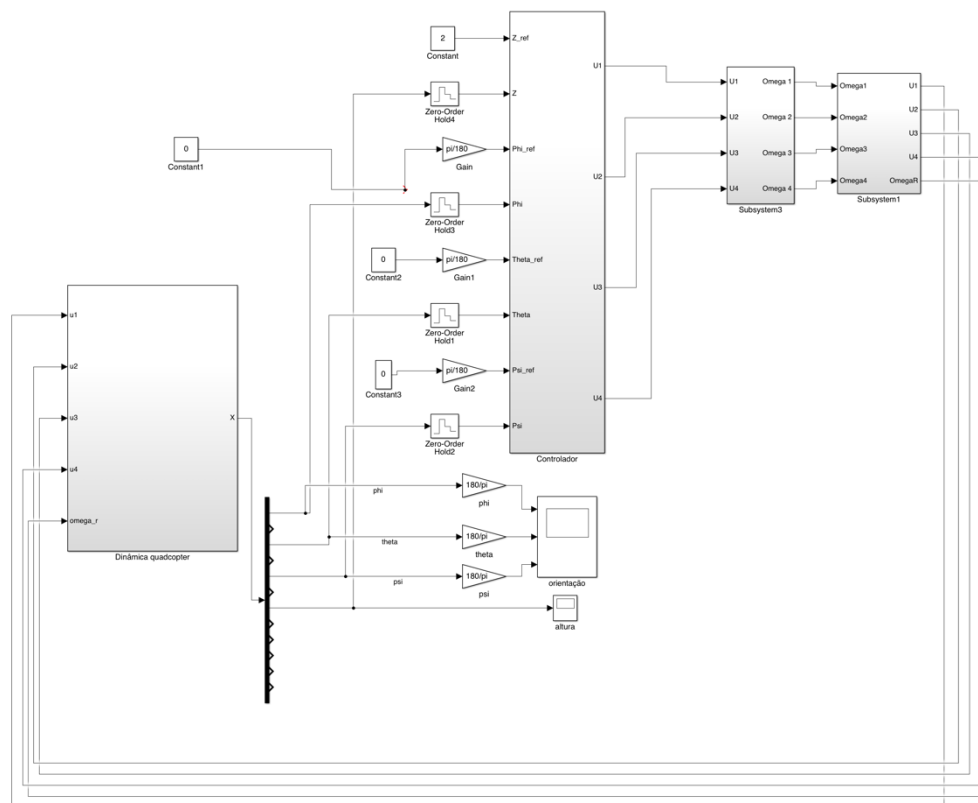 2
Constant
Z_ref
U1
Z
Zero-Order
Hold4
0
Constant1
pi/180
Gain
Phi_ref
Phi
Zero-Order
Hold3
U2
0
Constant2
pi/180
Gain1
Theta_ref
U3
Theta
Zero-Order
Hold1
0
Constant3
pi/180
Gain2
Psi_ref
U4
Psi
Zero-Order
Hold2
Controlador
U1
U2
U3
U4
Omega 1
Omega 2
Omega 3
Omega 4
Subsystem3
Omega1
Omega2
Omega3
Omega4
U1
U2
U3
U4
OmegaR
Subsystem1
u1
u2
u3
u4
omega_r
X
Dinâmica quadcopter
phi
180/pi
phi
theta
180/pi
theta
psi
180/pi
psi
orientação
altura